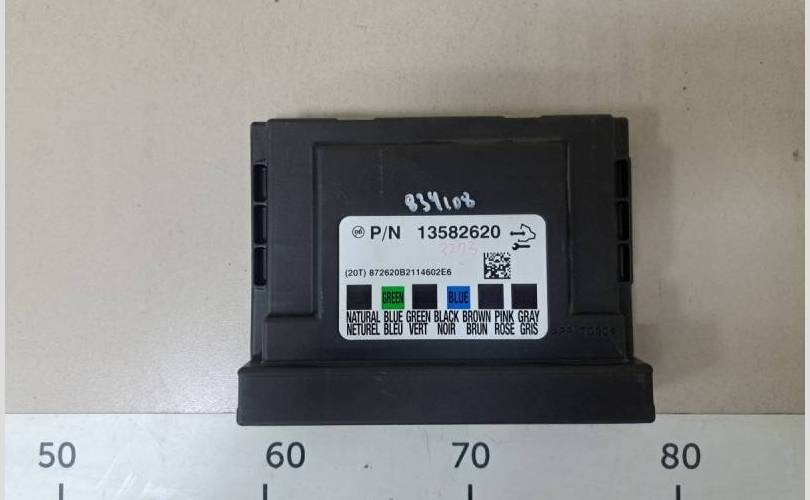 834108
P/N 13582620
2273
(20T) 872620B2114602E6
GREEN BLUE
NATURAL BLUE GREEN BLACK BROWN PINK GRAY
NETUREL BLEU VERT NOIR BRUN ROSE GRIS
50 60 70 80